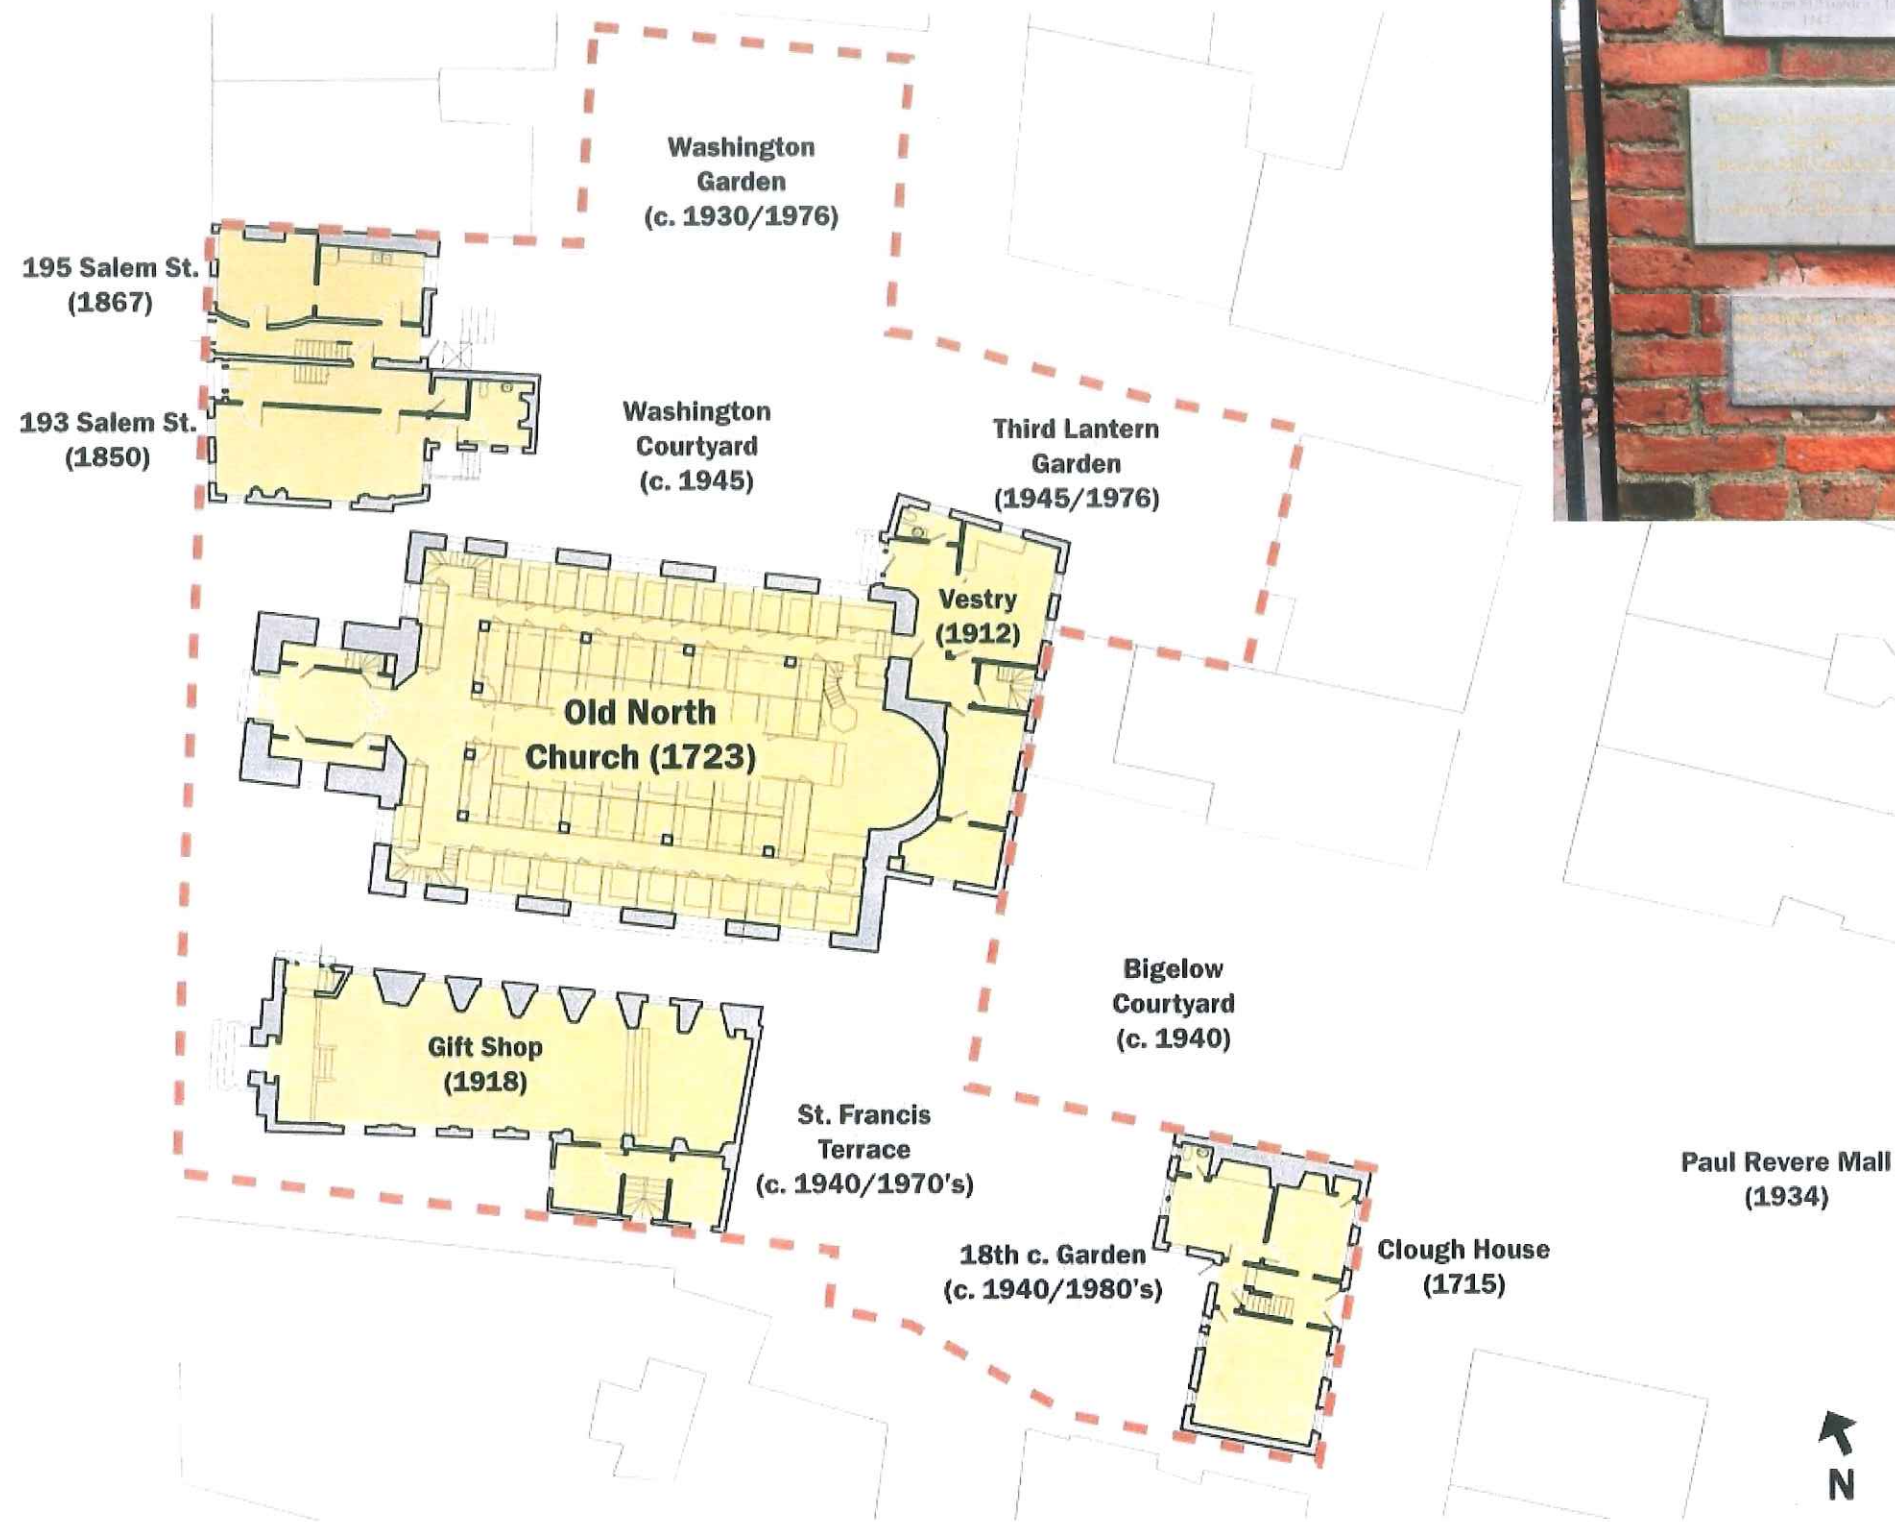 Washington
Garden
(c. 1930/1976)
195 Salem St.
(1867)
193 Salem St.
(1850)
Washington
Courtyard
(c. 1945)
Third Lantern
Garden
(1945/1976)
Vestry
(1912)
Old North
Church (1723)
Bigelow
Courtyard
(c. 1940)
Gift Shop
(1918)
St. Francis
Terrace
(c. 1940/1970's)
Paul Revere Mall
(1934)
18th c. Garden
(c. 1940/1980's)
Clough House
(1715)
N